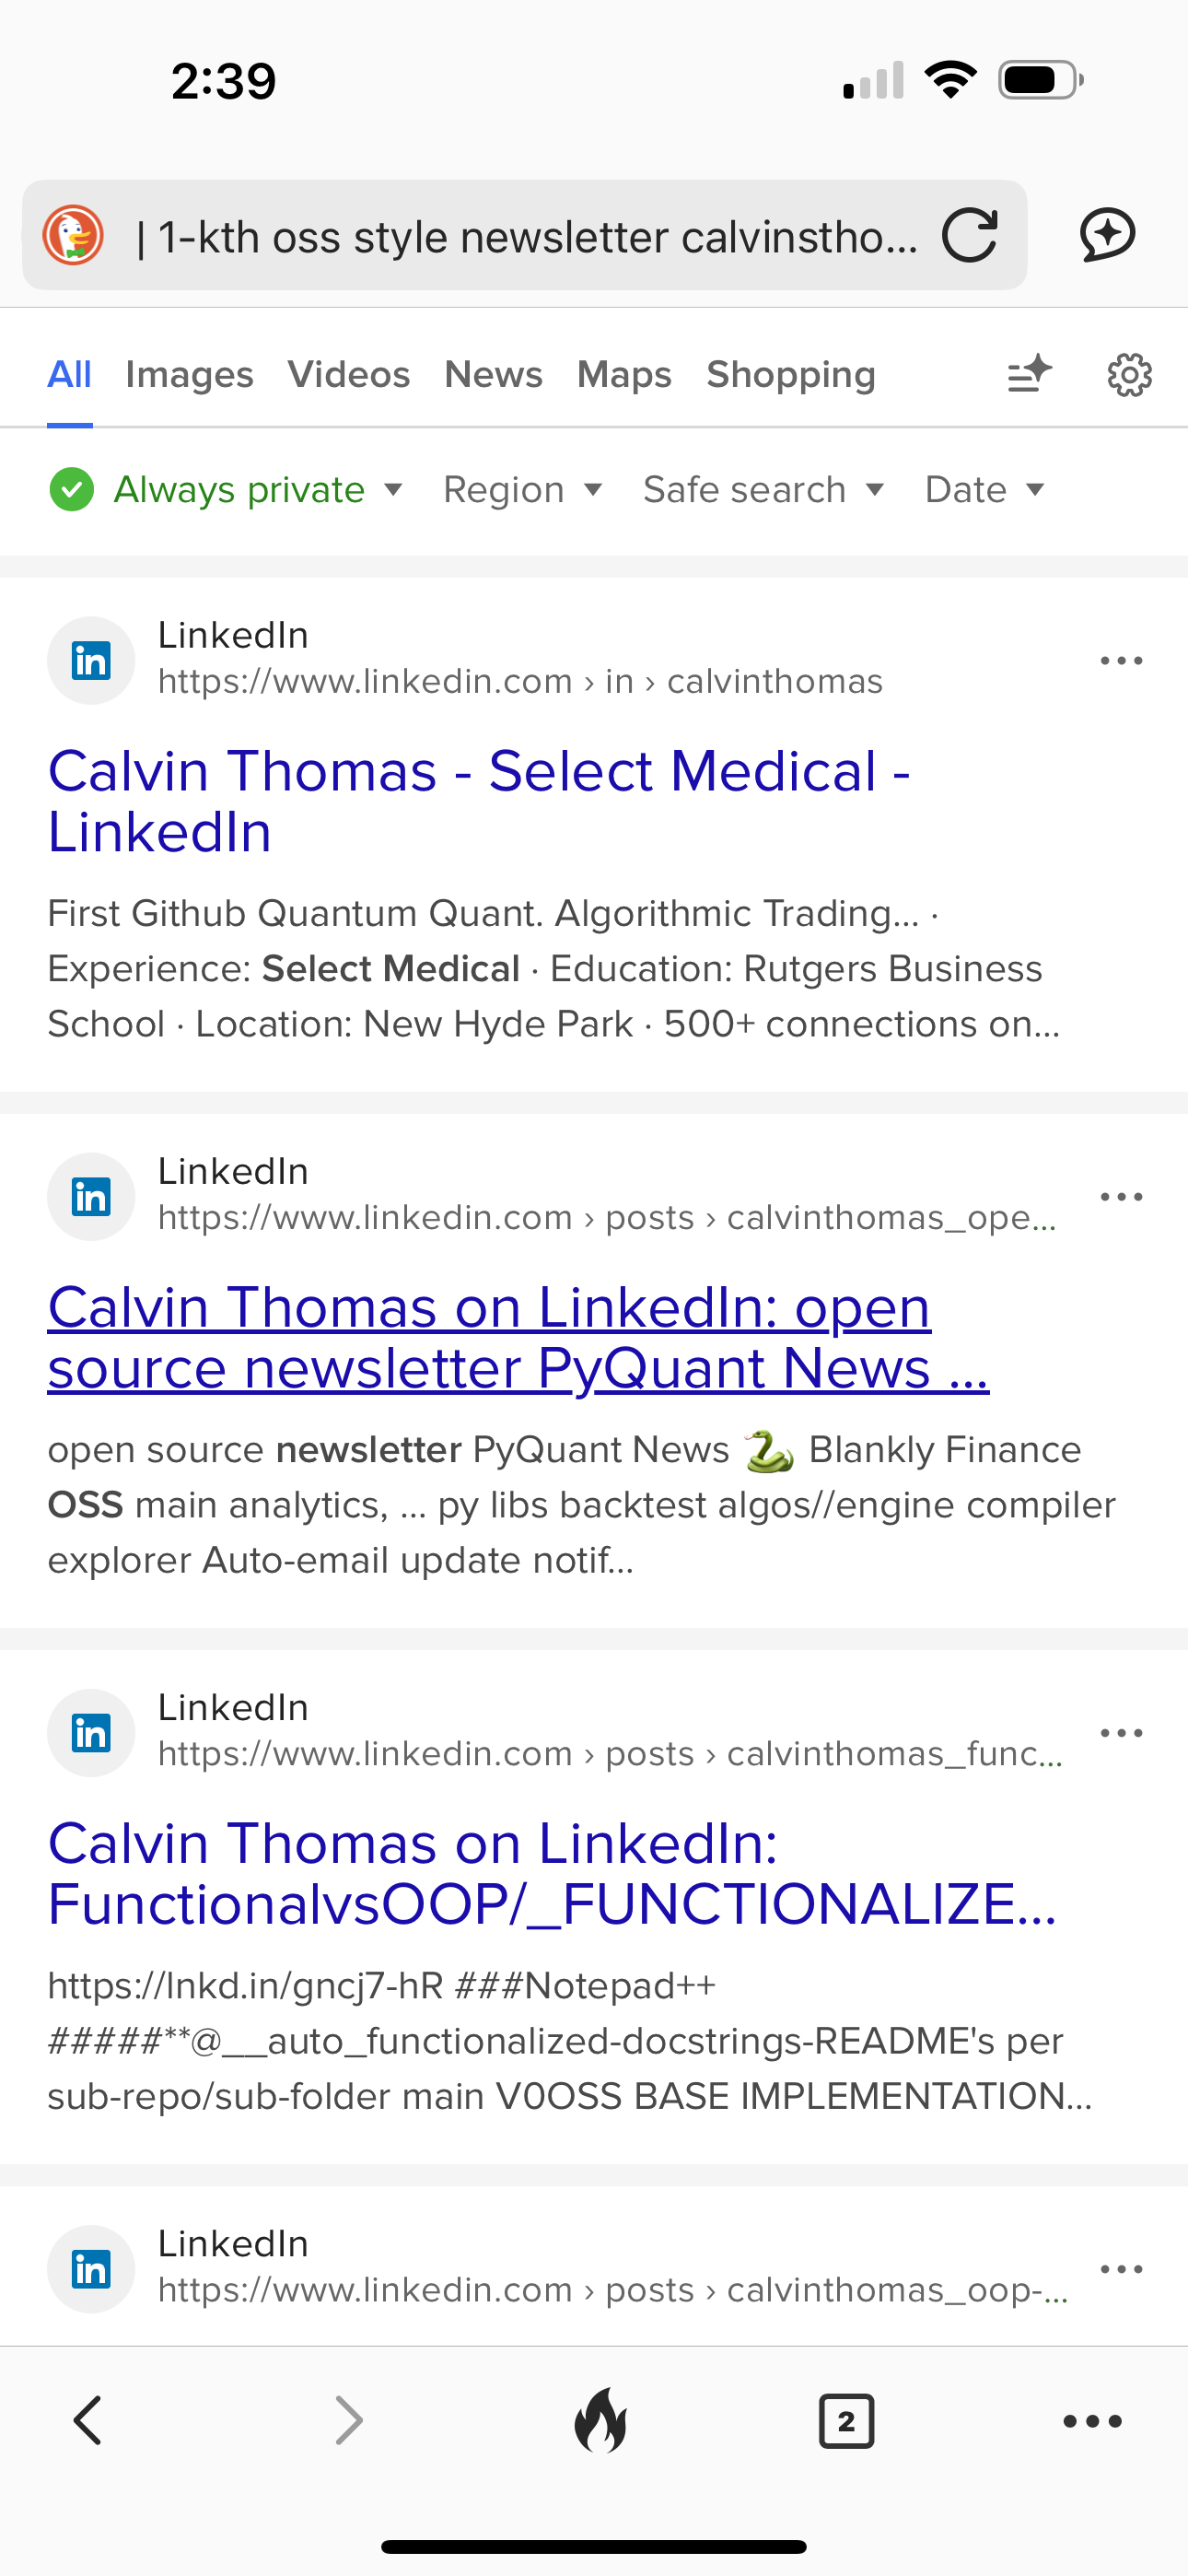 2:39
| 1-kth oss style newsletter calvinstho...
All Images Videos News Maps Shopping
Always private Region Safe search Date
LinkedIn
https://www.linkedin.com › in › calvinthomas
Calvin Thomas - Select Medical -
LinkedIn
First Github Quantum Quant. Algorithmic Trading... ·
Experience: Select Medical · Education: Rutgers Business
School · Location: New Hyde Park · 500+ connections on...
LinkedIn
https://www.linkedin.com › posts › calvinthomas_ope...
Calvin Thomas on LinkedIn: open
source newsletter PyQuant News ...
open source newsletter PyQuant News 🐍 Blankly Finance
OSS main analytics, ... py libs backtest algos//engine compiler
explorer Auto-email update notif...
LinkedIn
https://www.linkedin.com › posts › calvinthomas_func...
Calvin Thomas on LinkedIn:
FunctionalvsOOP/_FUNCTIONALIZE...
https://lnkd.in/gncj7-hR ###Notepad++
#####**@__auto_functionalized-docstrings-README's per
sub-repo/sub-folder main V0OSS BASE IMPLEMENTATION...
LinkedIn
https://www.linkedin.com › posts › calvinthomas_oop-...
2